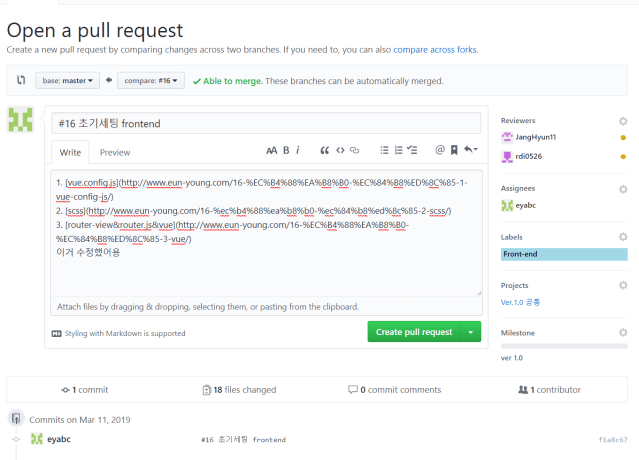 Open a pull request
Create a new pull request by comparing changes across two branches. If you need to, you can also compare across forks.
base: master
compare: #16
Able to merge. These branches can be automatically merged.
#16 초기세팅 frontend
Write
Preview
AA B i
1. [vue.config.js](http://www.eun-young.com/16-%EC%B4%88%EA%B8%B0-%EC%84%B8%ED%8C%85-1-
vue-config-js/)
2. [scss](http://www.eun-young.com/16-%ec%b4%88%ea%b8%b0-%ec%84%b8%ed%8c%85-2-scss/)
3. [router-view&router.js&vue](http://www.eun-young.com/16-%EC%B4%88%EA%B8%B0-
%EC%84%B8%ED%8C%85-3-vue/)
이거 수정했어용
Attach files by dragging & dropping, selecting them, or pasting from the clipboard.
Styling with Markdown is supported
Create pull request
Reviewers
JangHyun11
rdi0526
Assignees
eyabc
Labels
Front-end
Projects
Ver.1.0 공통
Milestone
ver 1.0
1 commit
18 files changed
0 commit comments
1 contributor
Commits on Mar 11, 2019
eyabc
#16 초기세팅 frontend
f1a8c67